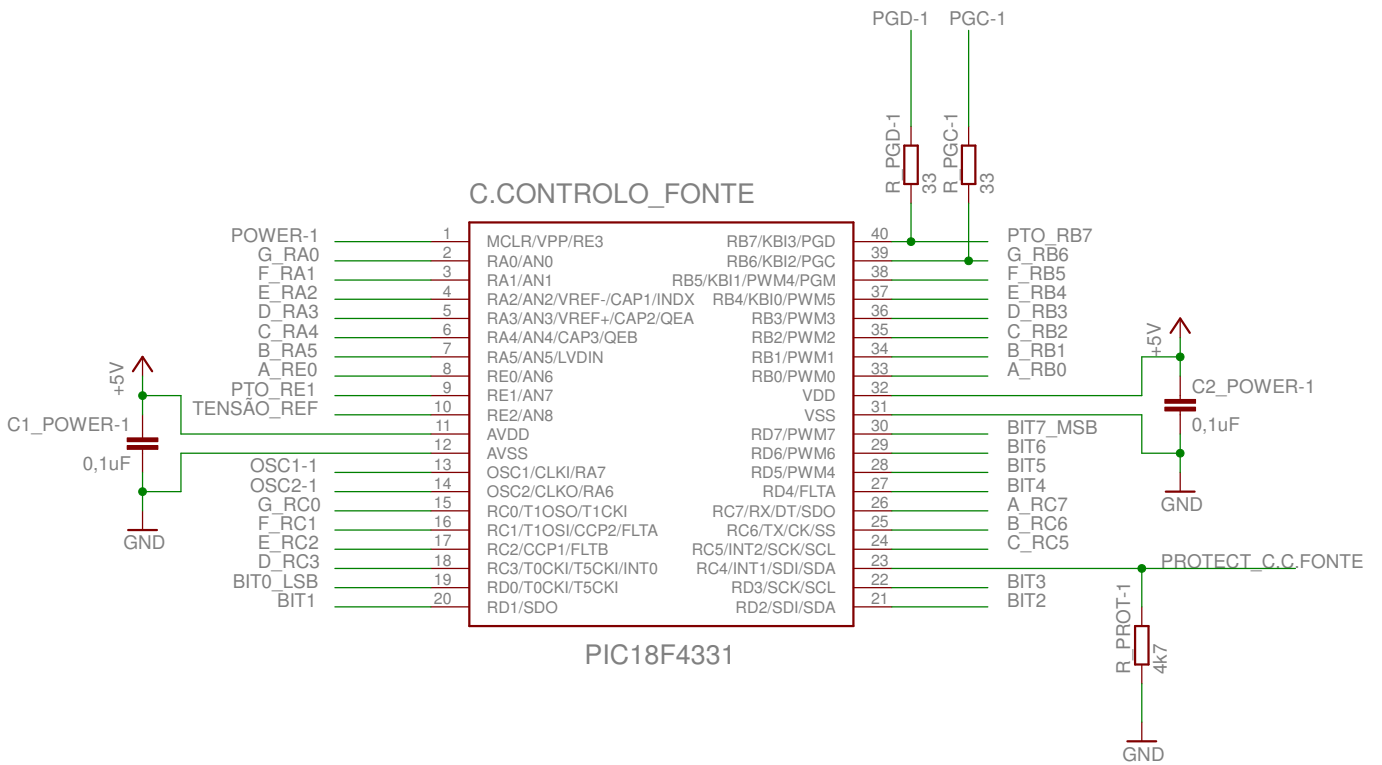 PGD-1 PGC-1
R_PGD-1
33
R_PGC-1
33
C.CONTROLO_FONTE
POWER-1 1 MCLR/VPP/RE3 RB7/KBI3/PGD 40 PTO_RB7
G_RA0 2 RA0/AN0 RB6/KBI2/PGC 39 G_RB6
F_RA1 3 RA1/AN1 RB5/KBI1/PWM4/PGM 38 F_RB5
E_RA2 4 RA2/AN2/VREF-/CAP1/INDX RB4/KBI0/PWM5 37 E_RB4
D_RA3 5 RA3/AN3/VREF+/CAP2/QEA RB3/PWM3 36 D_RB3
C_RA4 6 RA4/AN4/CAP3/QEB RB2/PWM2 35 C_RB2
B_RA5 7 RA5/AN5/LVDIN RB1/PWM1 34 B_RB1
A_RE0 8 RE0/AN6 RB0/PWM0 33 A_RB0
PTO_RE1 9 RE1/AN7 VDD 32
TENSÃO_REF 10 RE2/AN8 VSS 31
11 AVDD RD7/PWM7 30 BIT7_MSB
12 AVSS RD6/PWM6 29 BIT6
OSC1-1 13 OSC1/CLKI/RA7 RD5/PWM4 28 BIT5
OSC2-1 14 OSC2/CLKO/RA6 RD4/FLTA 27 BIT4
G_RC0 15 RC0/T1OSO/T1CKI RC7/RX/DT/SDO 26 A_RC7
F_RC1 16 RC1/T1OSI/CCP2/FLTA RC6/TX/CK/SS 25 B_RC6
E_RC2 17 RC2/CCP1/FLTB RC5/INT2/SCK/SCL 24 C_RC5
D_RC3 18 RC3/T0CKI/T5CKI/INT0 RC4/INT1/SDI/SDA 23 PROTECT_C.C.FONTE
BIT0_LSB 19 RD0/T0CKI/T5CKI RD3/SCK/SCL 22 BIT3
BIT1 20 RD1/SDO RD2/SDI/SDA 21 BIT2
PIC18F4331
+5V
C1_POWER-1
0,1uF
GND
+5V
C2_POWER-1
0,1uF
GND
R_PROT-1
4k7
GND